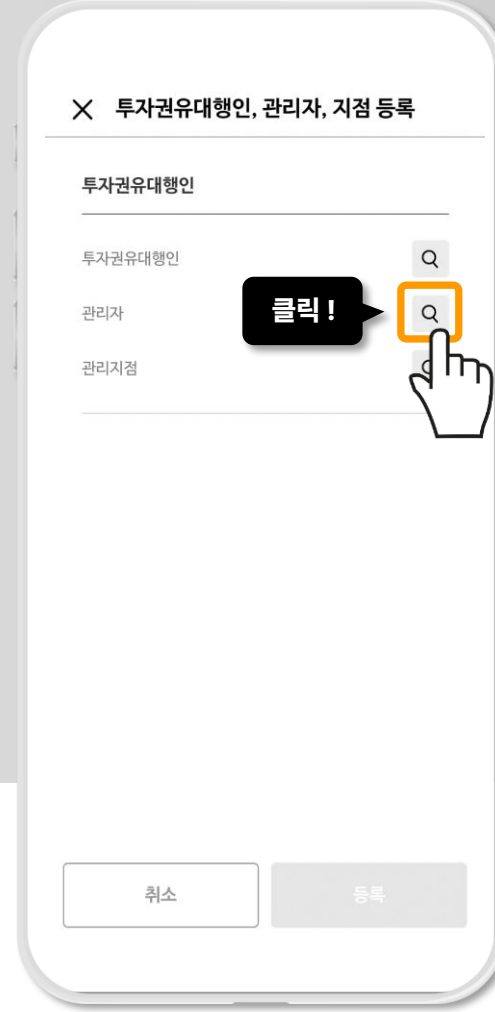 투자권유대행인, 관리자, 지점 등록
투자권유대행인
투자권유대행인
관리자
클릭 !
관리지점
취소
등록